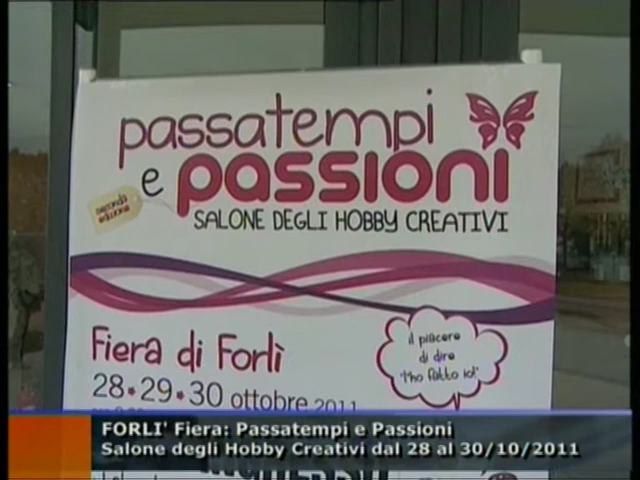 passatempi
e passioni
seconda
edizione
SALONE DEGLI HOBBY CREATIVI
Fiera di Forlì
28•29•30 ottobre 2011
il piacere
di dire
"l'ho fatto io!"
FORLI' Fiera: Passatempi e Passioni
Salone degli Hobby Creativi dal 28 al 30/10/2011